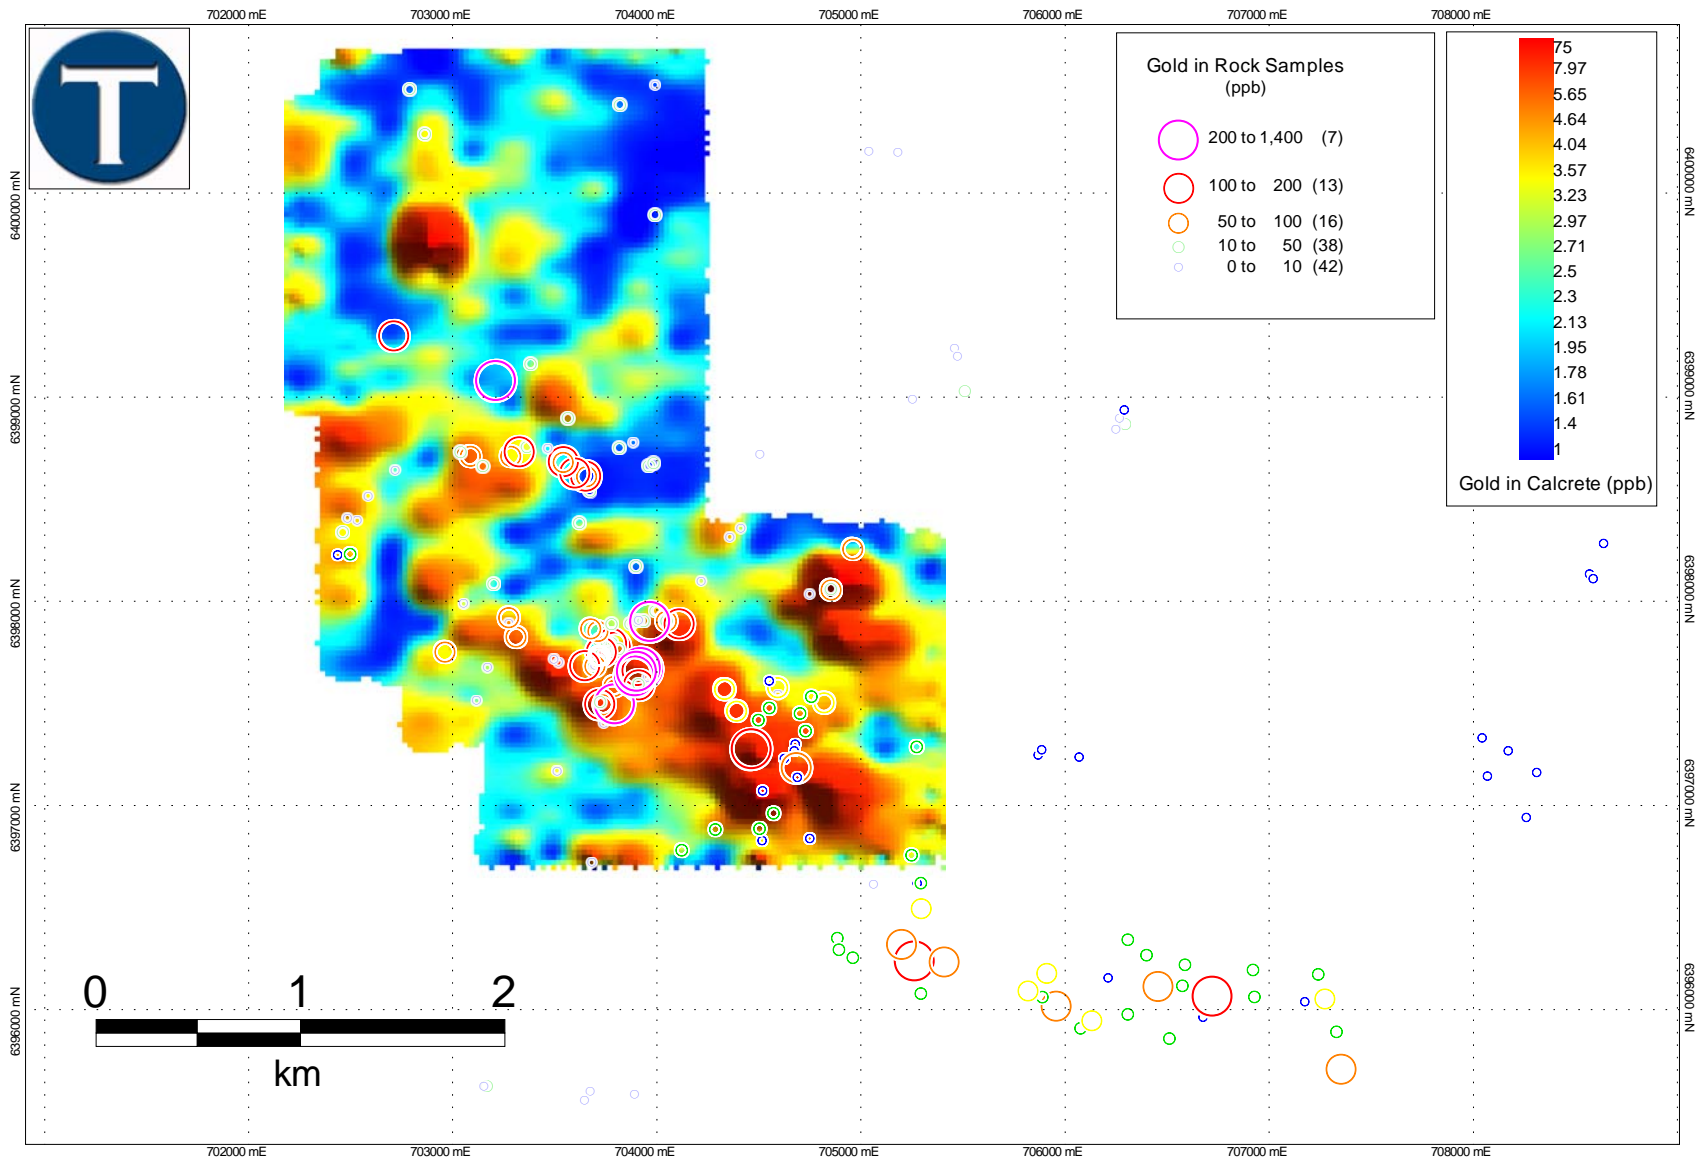 702000 mE 703000 mE 704000 mE 705000 mE 706000 mE 707000 mE 708000 mE
T
Gold in Rock Samples
(ppb)
200 to 1,400 (7)
100 to 200 (13)
50 to 100 (16)
10 to 50 (38)
0 to 10 (42)
75
7.97
5.65
4.64
4.04
3.57
3.23
2.97
2.71
2.5
2.3
2.13
1.95
1.78
1.61
1.4
1
Gold in Calcrete (ppb)
6400000 mN
6399000 mN
6398000 mN
6397000 mN
6396000 mN
6400000 mN
6399000 mN
6398000 mN
6397000 mN
6396000 mN
0 1 2
km
702000 mE 703000 mE 704000 mE 705000 mE 706000 mE 707000 mE 708000 mE